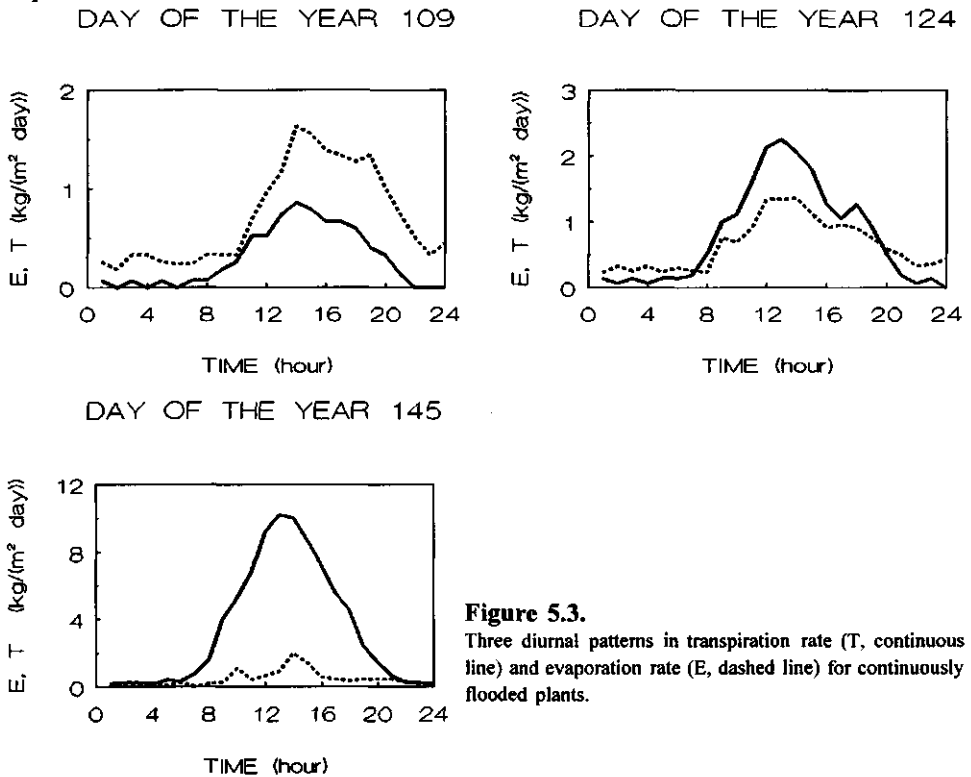 DAY OF THE YEAR 109
E, T (kg/(m² day))
2
1
0
0 4 8 12 16 20 24
TIME (hour)
DAY OF THE YEAR 124
E, T (kg/(m² day))
3
2
1
0
0 4 8 12 16 20 24
TIME (hour)
DAY OF THE YEAR 145
E, T (kg/(m² day))
12
8
4
0
0 4 8 12 16 20 24
TIME (hour)
Figure 5.3.
Three diurnal patterns in transpiration rate (T, continuous
line) and evaporation rate (E, dashed line) for continuously
flooded plants.